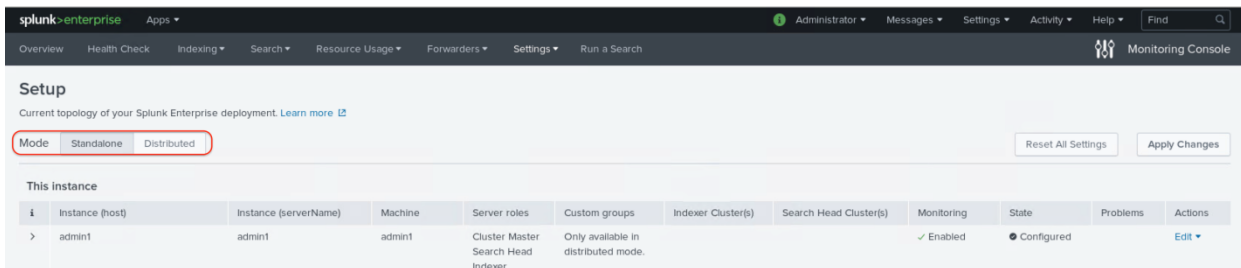 splunk>enterprise Apps ▾ Administrator ▾ Messages ▾ Settings ▾ Activity ▾ Help ▾ Find
Overview Health Check Indexing ▾ Search ▾ Resource Usage ▾ Forwarders ▾ Settings ▾ Run a Search Monitoring Console
Setup
Current topology of your Splunk Enterprise deployment. Learn more
Mode Standalone Distributed Reset All Settings Apply Changes
This instance
i Instance (host) Instance (serverName) Machine Server roles Custom groups Indexer Cluster(s) Search Head Cluster(s) Monitoring State Problems Actions
> admin1 admin1 admin1 Cluster Master Only available in ✓ Enabled Configured Edit ▾
Search Head distributed mode.
Indexer